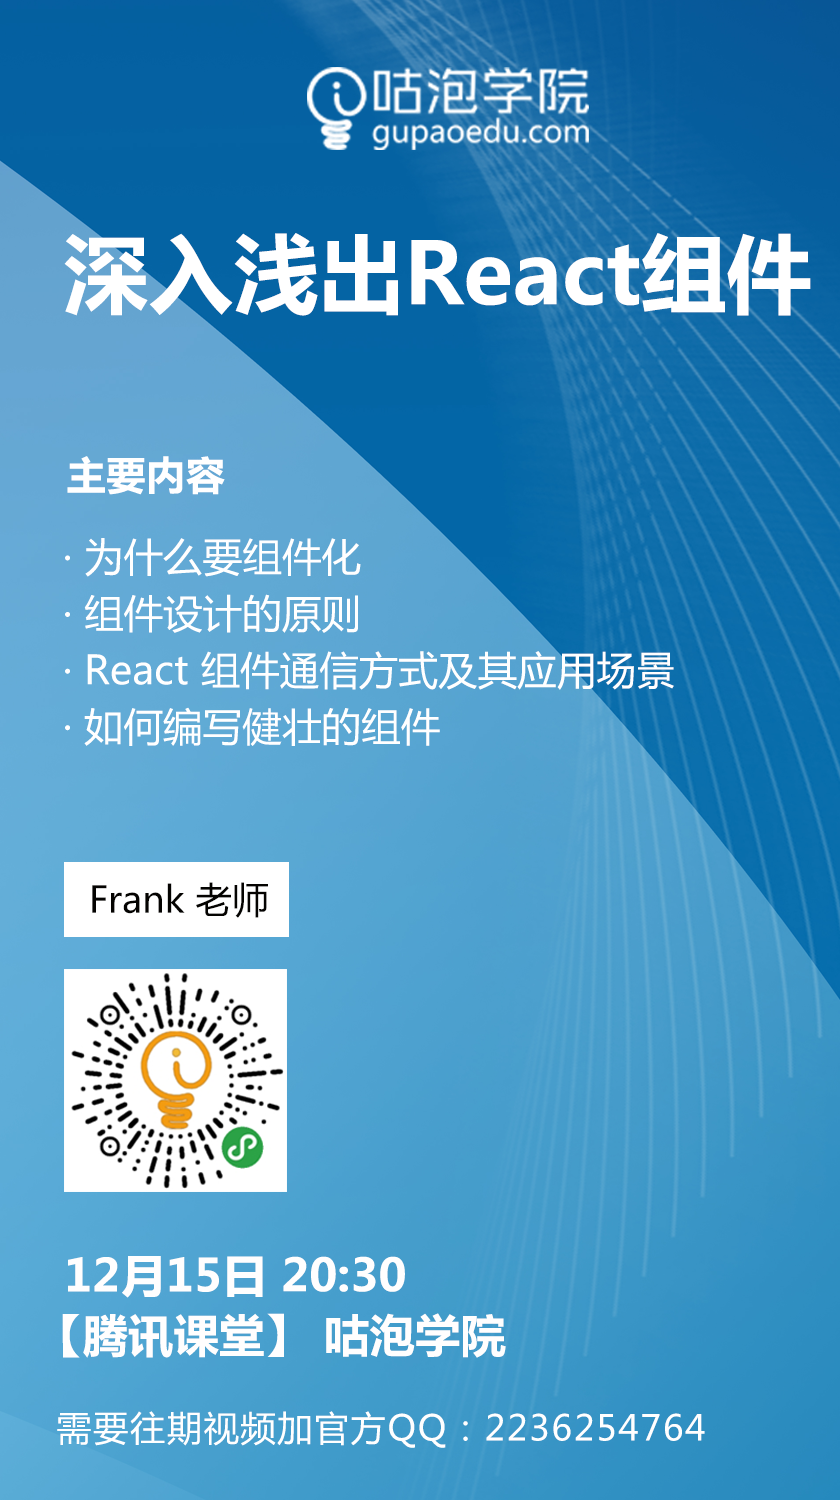 咕泡学院
gupaoedu.com
深入浅出React组件
主要内容
· 为什么要组件化
· 组件设计的原则
· React 组件通信方式及其应用场景
· 如何编写健壮的组件
Frank 老师
12月15日 20:30
【腾讯课堂】 咕泡学院
需要往期视频加官方QQ：2236254764